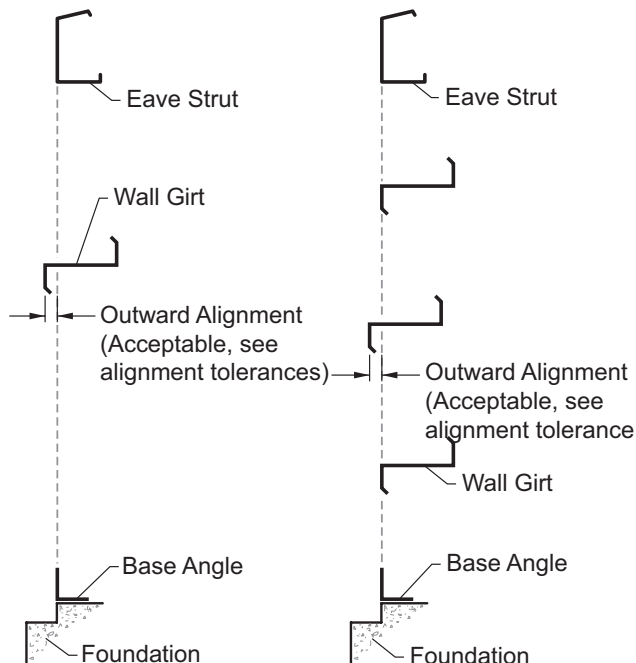 Eave Strut
Wall Girt
Outward Alignment
(Acceptable, see
alignment tolerances)
Base Angle
Foundation
Eave Strut
Outward Alignment
(Acceptable, see
alignment tolerance
Wall Girt
Base Angle
Foundation